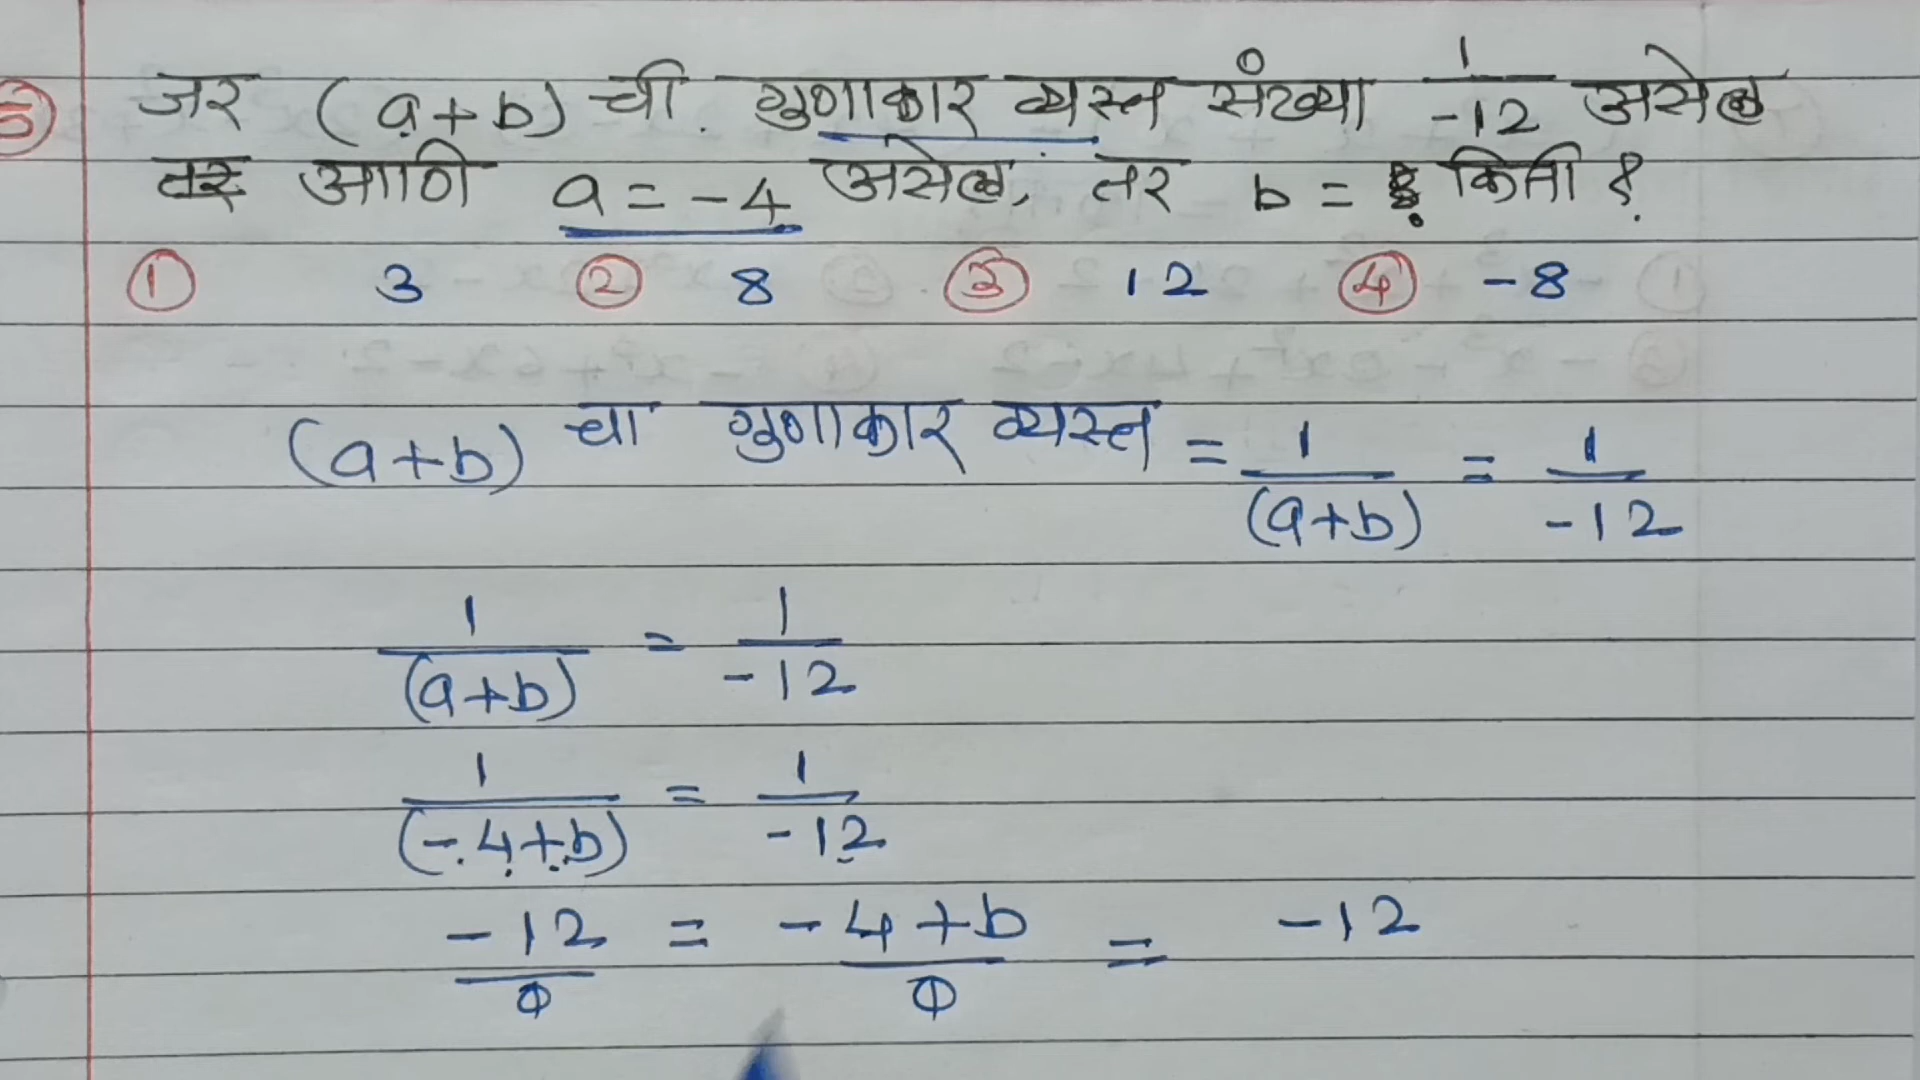 जर (a+b) ची. गुणाकार व्यस्त संख्या 1/-12 असेल
तर आणि a = -4 असेल, तर b = किती ?
① 3 ② 8 ③ 12 ④ -8
(a+b) चा गुणाकार व्यस्त = 1/(a+b) = 1/-12
1/(a+b) = 1/-12
1/(-4+b) = 1/-12
-12/1 = -4+b/1 = -12